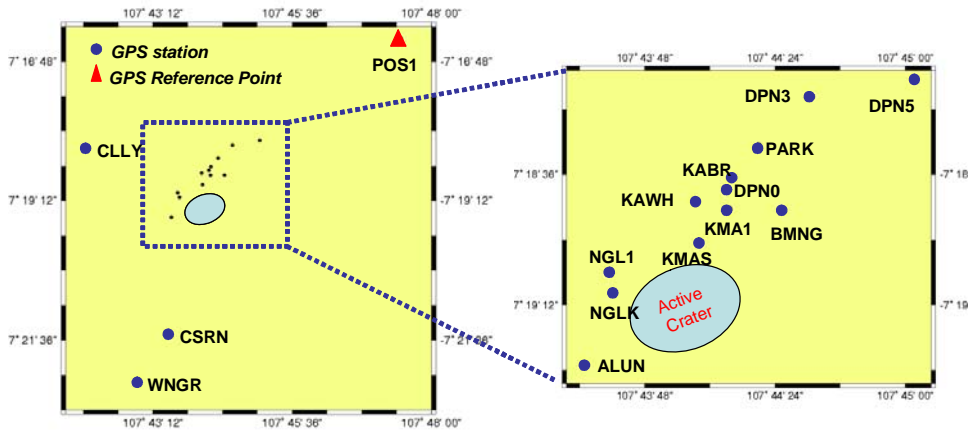 107° 43' 12'' 107° 45' 36'' 107° 48' 00'
GPS station
GPS Reference Point
POS1
7° 16' 48''
7° 16' 48''
CLLY
7° 19' 12''
7° 19' 12''
CSRN
7° 21' 36''
WNGR
107° 43' 12'' 107° 45' 36'' 107° 48' 00'
107° 43' 48'' 107° 44' 24'' 107° 45' 00''
DPN3
DPN5
PARK
KABR
7° 18' 36''
DPN0
KAWH
KMA1
BMNG
KMAS
NGL1
NGLK
7° 19' 12''
Active
Crater
ALUN
107° 43' 48'' 107° 44' 24'' 107° 45' 00''